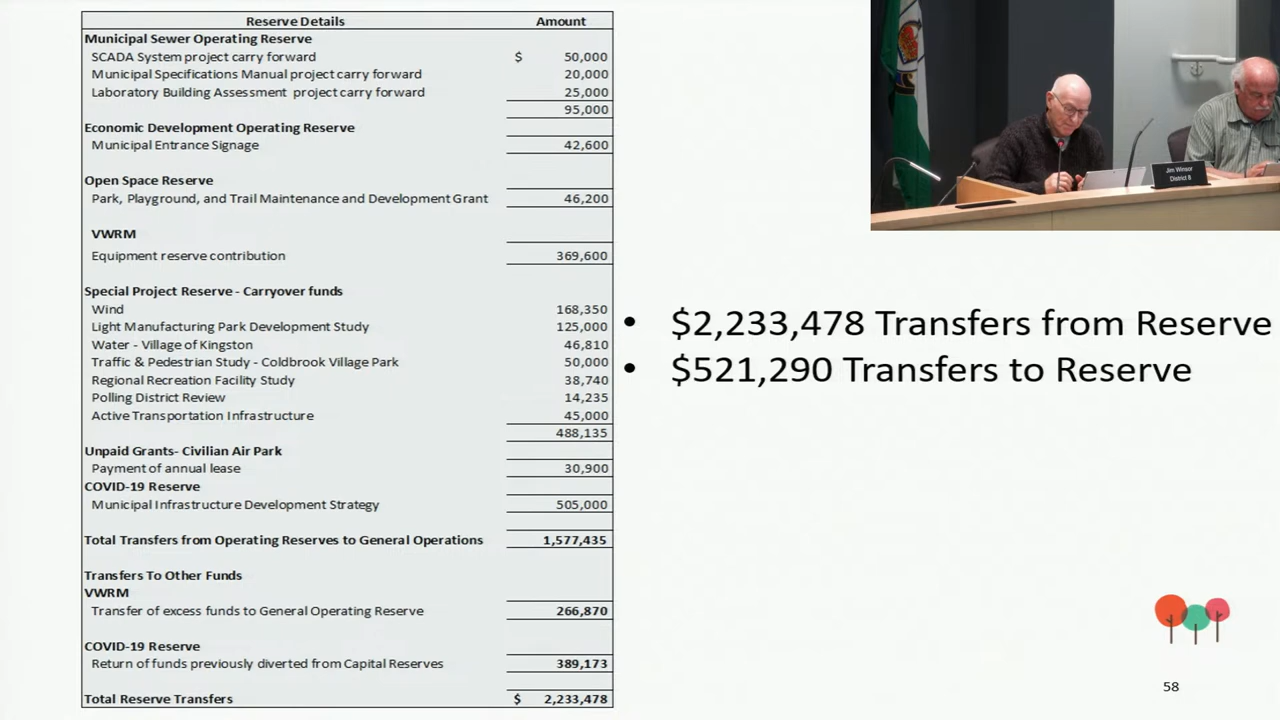 Reserve Details Amount
Municipal Sewer Operating Reserve
SCADA System project carry forward $ 50,000
Municipal Specifications Manual project carry forward 20,000
Laboratory Building Assessment project carry forward 25,000
95,000
Economic Development Operating Reserve
Municipal Entrance Signage 42,600
Open Space Reserve
Park, Playground, and Trail Maintenance and Development Grant 46,200
VWRM
Equipment reserve contribution 369,600
Special Project Reserve - Carryover funds
Wind 168,350
Light Manufacturing Park Development Study 125,000
Water - Village of Kingston 46,810
Traffic & Pedestrian Study - Coldbrook Village Park 50,000
Regional Recreation Facility Study 38,740
Polling District Review 14,235
Active Transportation Infrastructure 45,000
488,135
Unpaid Grants- Civilian Air Park
Payment of annual lease 30,900
COVID-19 Reserve
Municipal Infrastructure Development Strategy 505,000
Total Transfers from Operating Reserves to General Operations 1,577,435
Transfers To Other Funds
VWRM
Transfer of excess funds to General Operating Reserve 266,870
COVID-19 Reserve
Return of funds previously diverted from Capital Reserves 389,173
Total Reserve Transfers $ 2,233,478
• $2,233,478 Transfers from Reserve
• $521,290 Transfers to Reserve
Jim Winsor
District 8
58